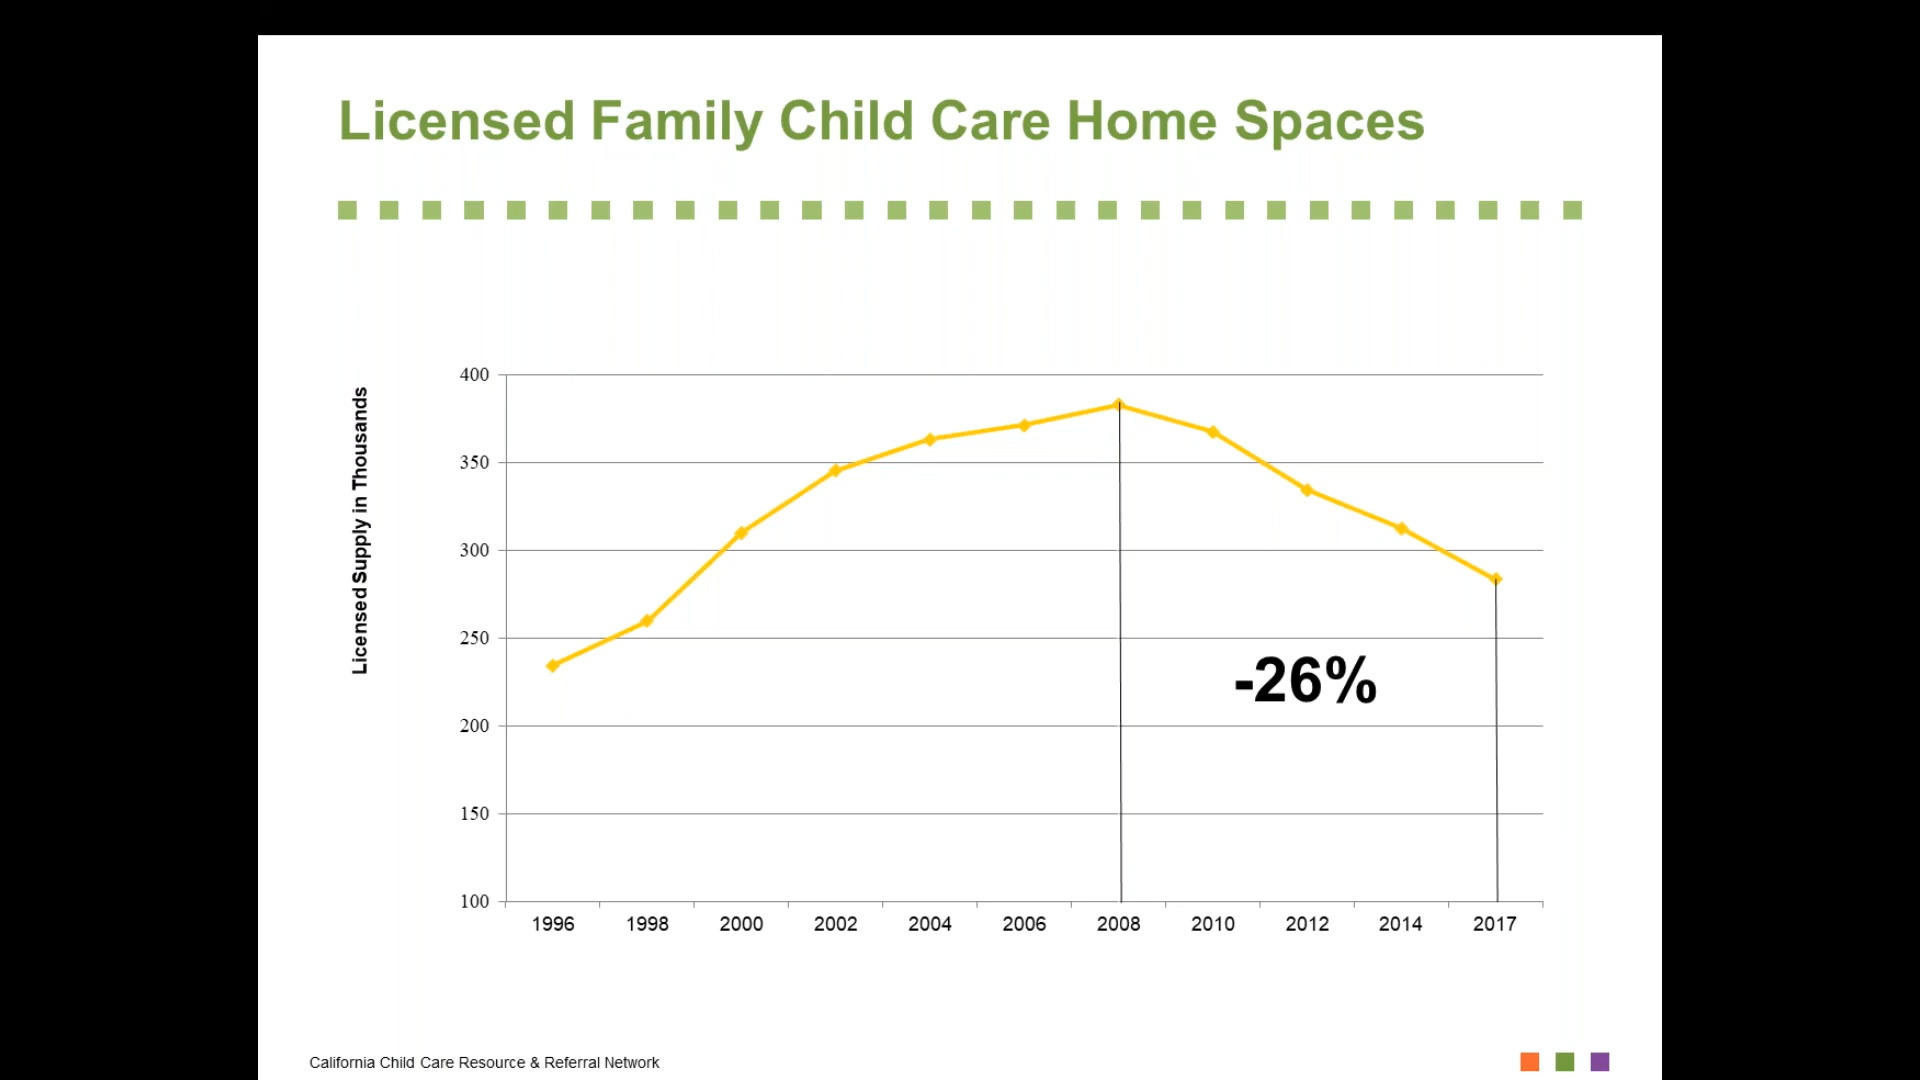 Licensed Family Child Care Home Spaces
Licensed Supply in Thousands
400
350
300
250
200
150
100
-26%
1996 1998 2000 2002 2004 2006 2008 2010 2012 2014 2017
California Child Care Resource & Referral Network